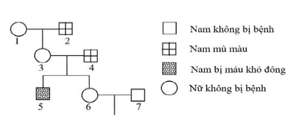 1
2
3
4
5
6
7
Nam không bị bệnh
Nam mù màu
Nam bị máu khó đông
Nữ không bị bệnh